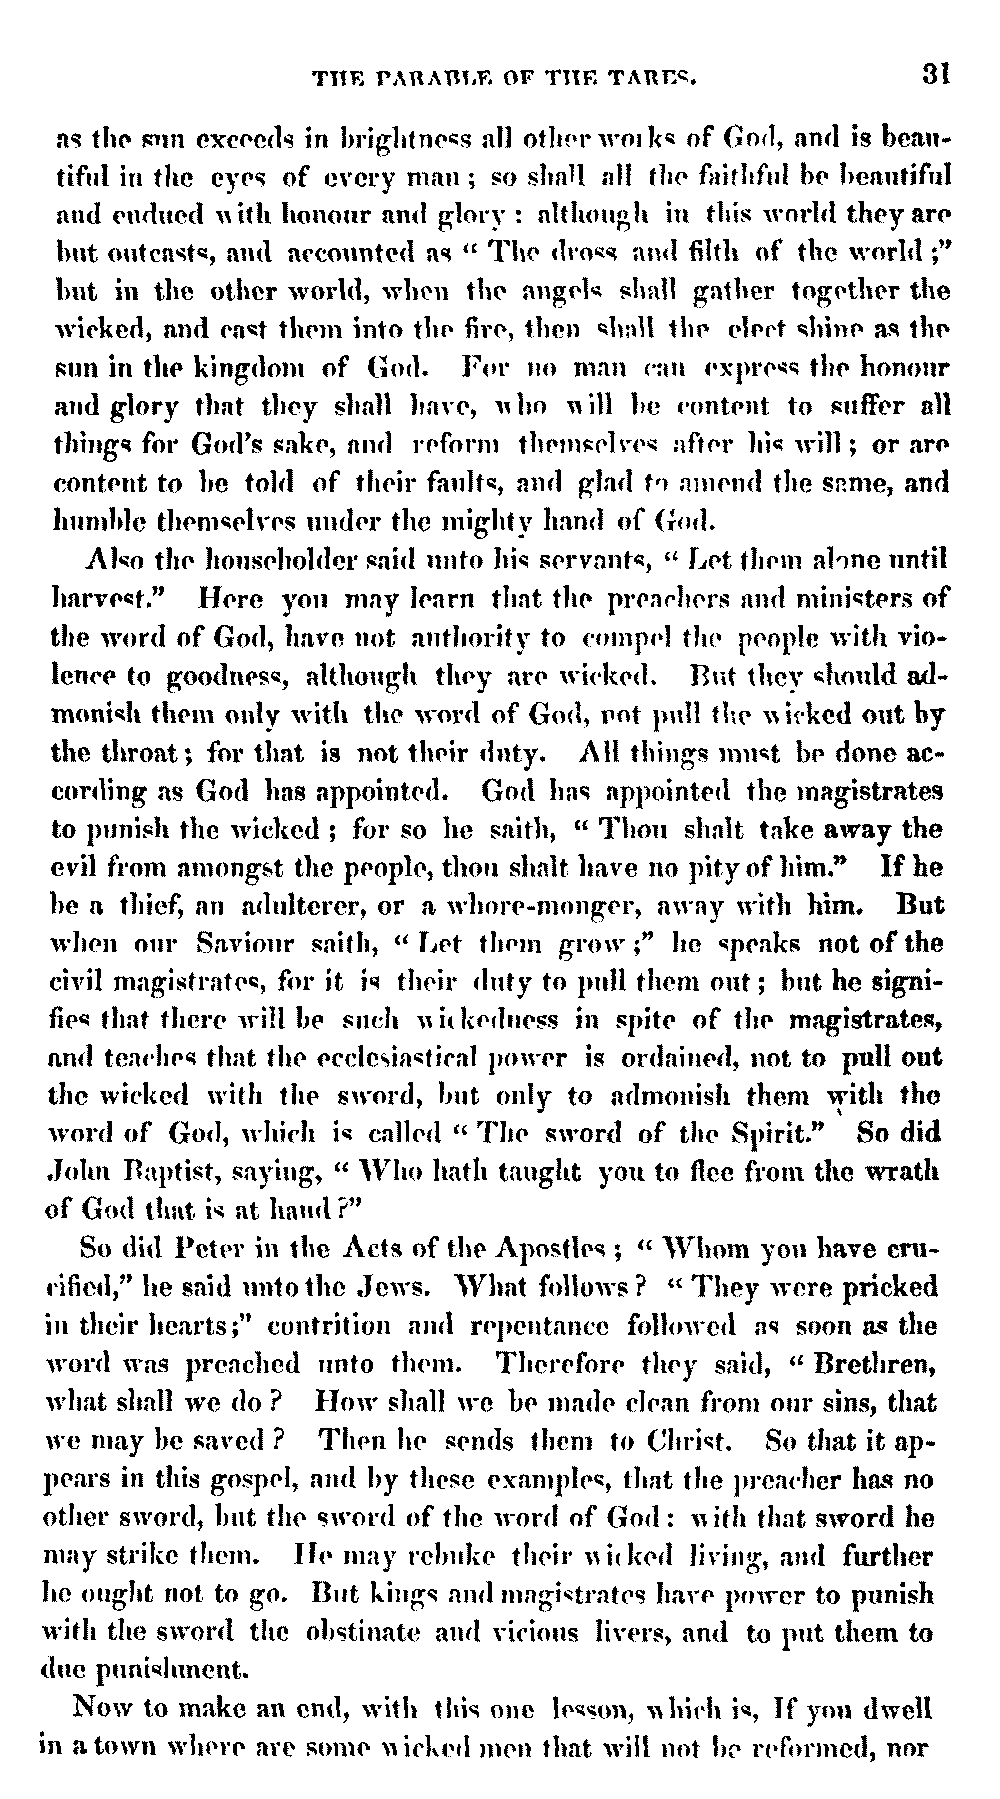 THE PARABLE OF THE TARES. 31
as the sun exceeds in brightness all other works of God, and is beau-
tiful in the eyes of every man ; so shall all the faithful be beautiful
and endued with honour and glory : although in this world they are
but outcasts, and accounted as “ The dross and filth of the world ;”
but in the other world, when the angels shall gather together the
wicked, and cast them into the fire, then shall the elect shine as the
sun in the kingdom of God. For no man can express the honour
and glory that they shall have, who will be content to suffer all
things for God’s sake, and reform themselves after his will ; or are
content to be told of their faults, and glad to amend the same, and
humble themselves under the mighty hand of God.
Also the householder said unto his servants, “ Let them alone until
harvest.” Here you may learn that the preachers and ministers of
the word of God, have not authority to compel the people with vio-
lence to goodness, although they are wicked. But they should ad-
monish them only with the word of God, not pull the wicked out by
the throat ; for that is not their duty. All things must be done ac-
cording as God has appointed. God has appointed the magistrates
to punish the wicked ; for so he saith, “ Thou shalt take away the
evil from amongst the people, thou shalt have no pity of him.” If he
be a thief, an adulterer, or a whore-monger, away with him. But
when our Saviour saith, “ Let them grow ;” he speaks not of the
civil magistrates, for it is their duty to pull them out ; but he signi-
fies that there will be such wickedness in spite of the magistrates,
and teaches that the ecclesiastical power is ordained, not to pull out
the wicked with the sword, but only to admonish them with the
word of God, which is called “ The sword of the Spirit.” So did
John Baptist, saying, “ Who hath taught you to flee from the wrath
of God that is at hand ?”
So did Peter in the Acts of the Apostles ; “ Whom you have cru-
cified,” he said unto the Jews. What follows ? “ They were pricked
in their hearts ;” contrition and repentance followed as soon as the
word was preached unto them. Therefore they said, “ Brethren,
what shall we do ? How shall we be made clean from our sins, that
we may be saved ? Then he sends them to Christ. So that it ap-
pears in this gospel, and by these examples, that the preacher has no
other sword, but the sword of the word of God : with that sword he
may strike them. He may rebuke their wicked living, and further
he ought not to go. But kings and magistrates have power to punish
with the sword the obstinate and vicious livers, and to put them to
due punishment.
Now to make an end, with this one lesson, which is, If you dwell
in a town where are some wicked men that will not be reformed, nor